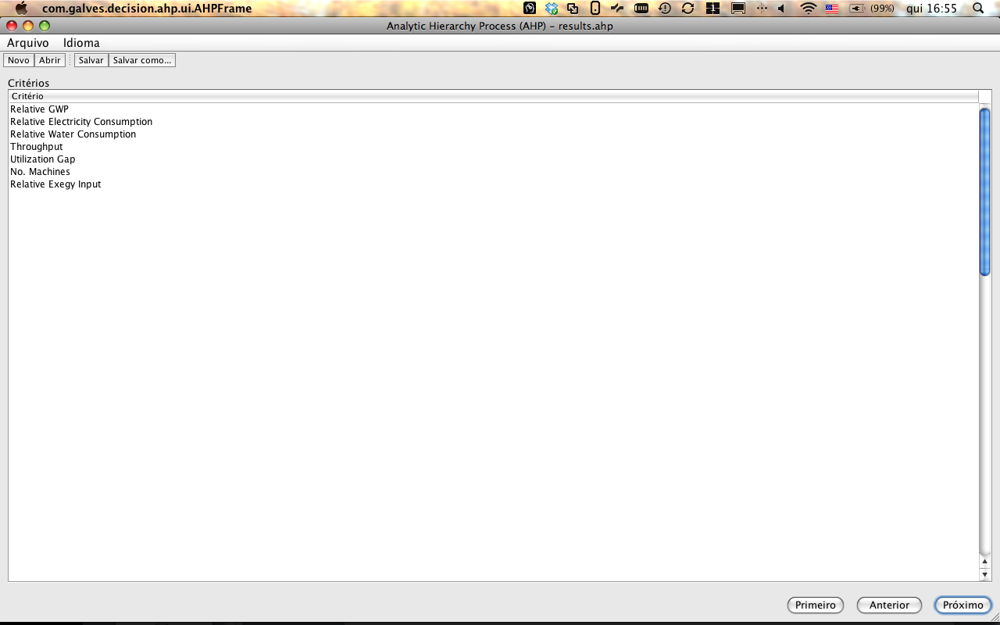 com.galves.decision.ahp.ui.AHPFrame 1 (99%) qui 16:55
Analytic Hierarchy Process (AHP) – results.ahp
Arquivo Idioma
Novo Abrir Salvar Salvar como...
Critérios
Critério
Relative GWP
Relative Electricity Consumption
Relative Water Consumption
Throughput
Utilization Gap
No. Machines
Relative Exegy Input
Primeiro Anterior Próximo